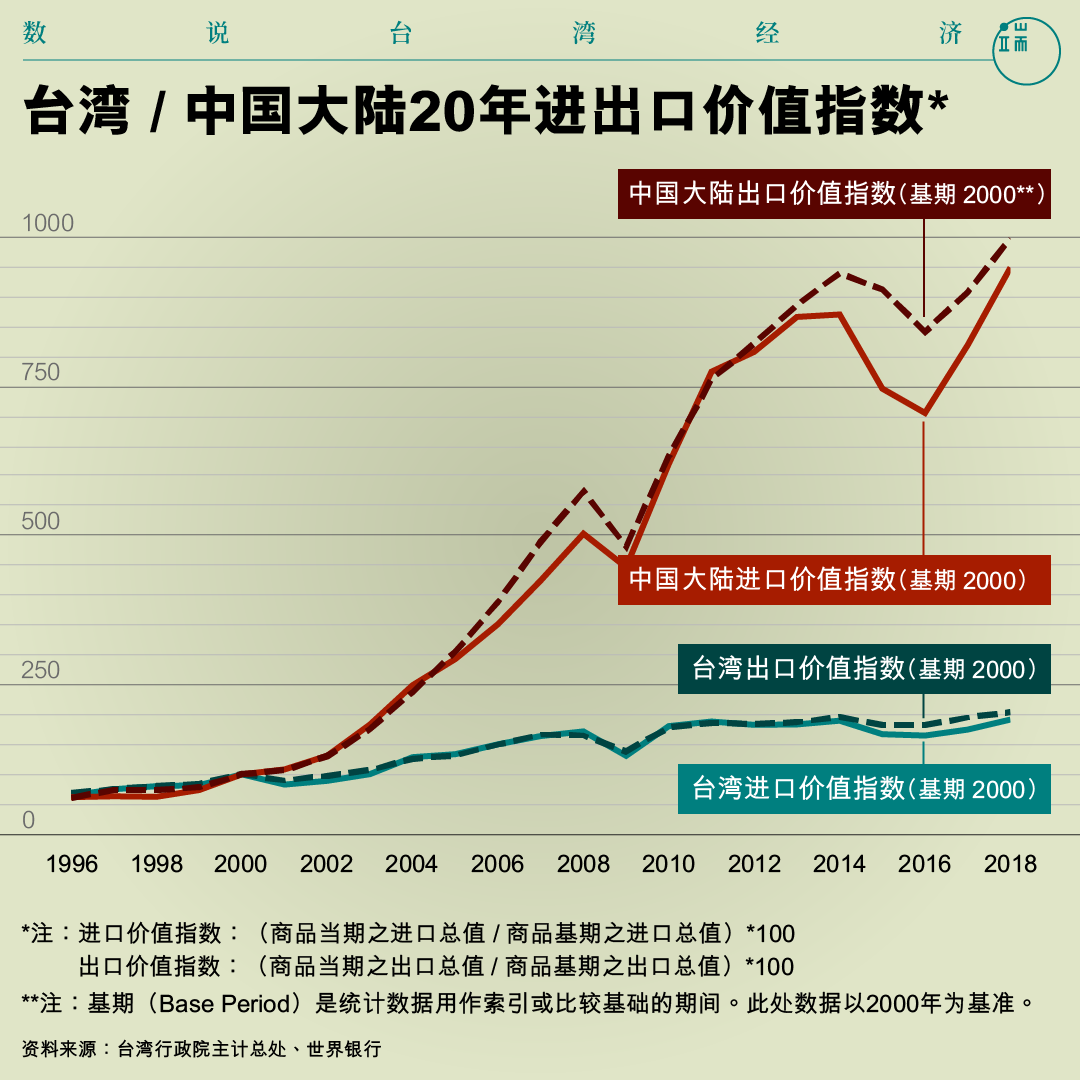 数说台湾经济
端
台湾 / 中国大陆20年进出口价值指数*
中国大陆出口价值指数(基期 2000**)
1000
750
500
中国大陆进口价值指数(基期 2000)
台湾出口价值指数(基期 2000)
250
台湾进口价值指数(基期 2000)
0
1996 1998 2000 2002 2004 2006 2008 2010 2012 2014 2016 2018
*注：进口价值指数：（商品当期之进口总值 / 商品基期之进口总值）*100
出口价值指数：（商品当期之出口总值 / 商品基期之出口总值）*100
**注：基期（Base Period）是统计数据用作索引或比较基础的期间。此处数据以2000年为基准。
资料来源：台湾行政院主计总处、世界银行